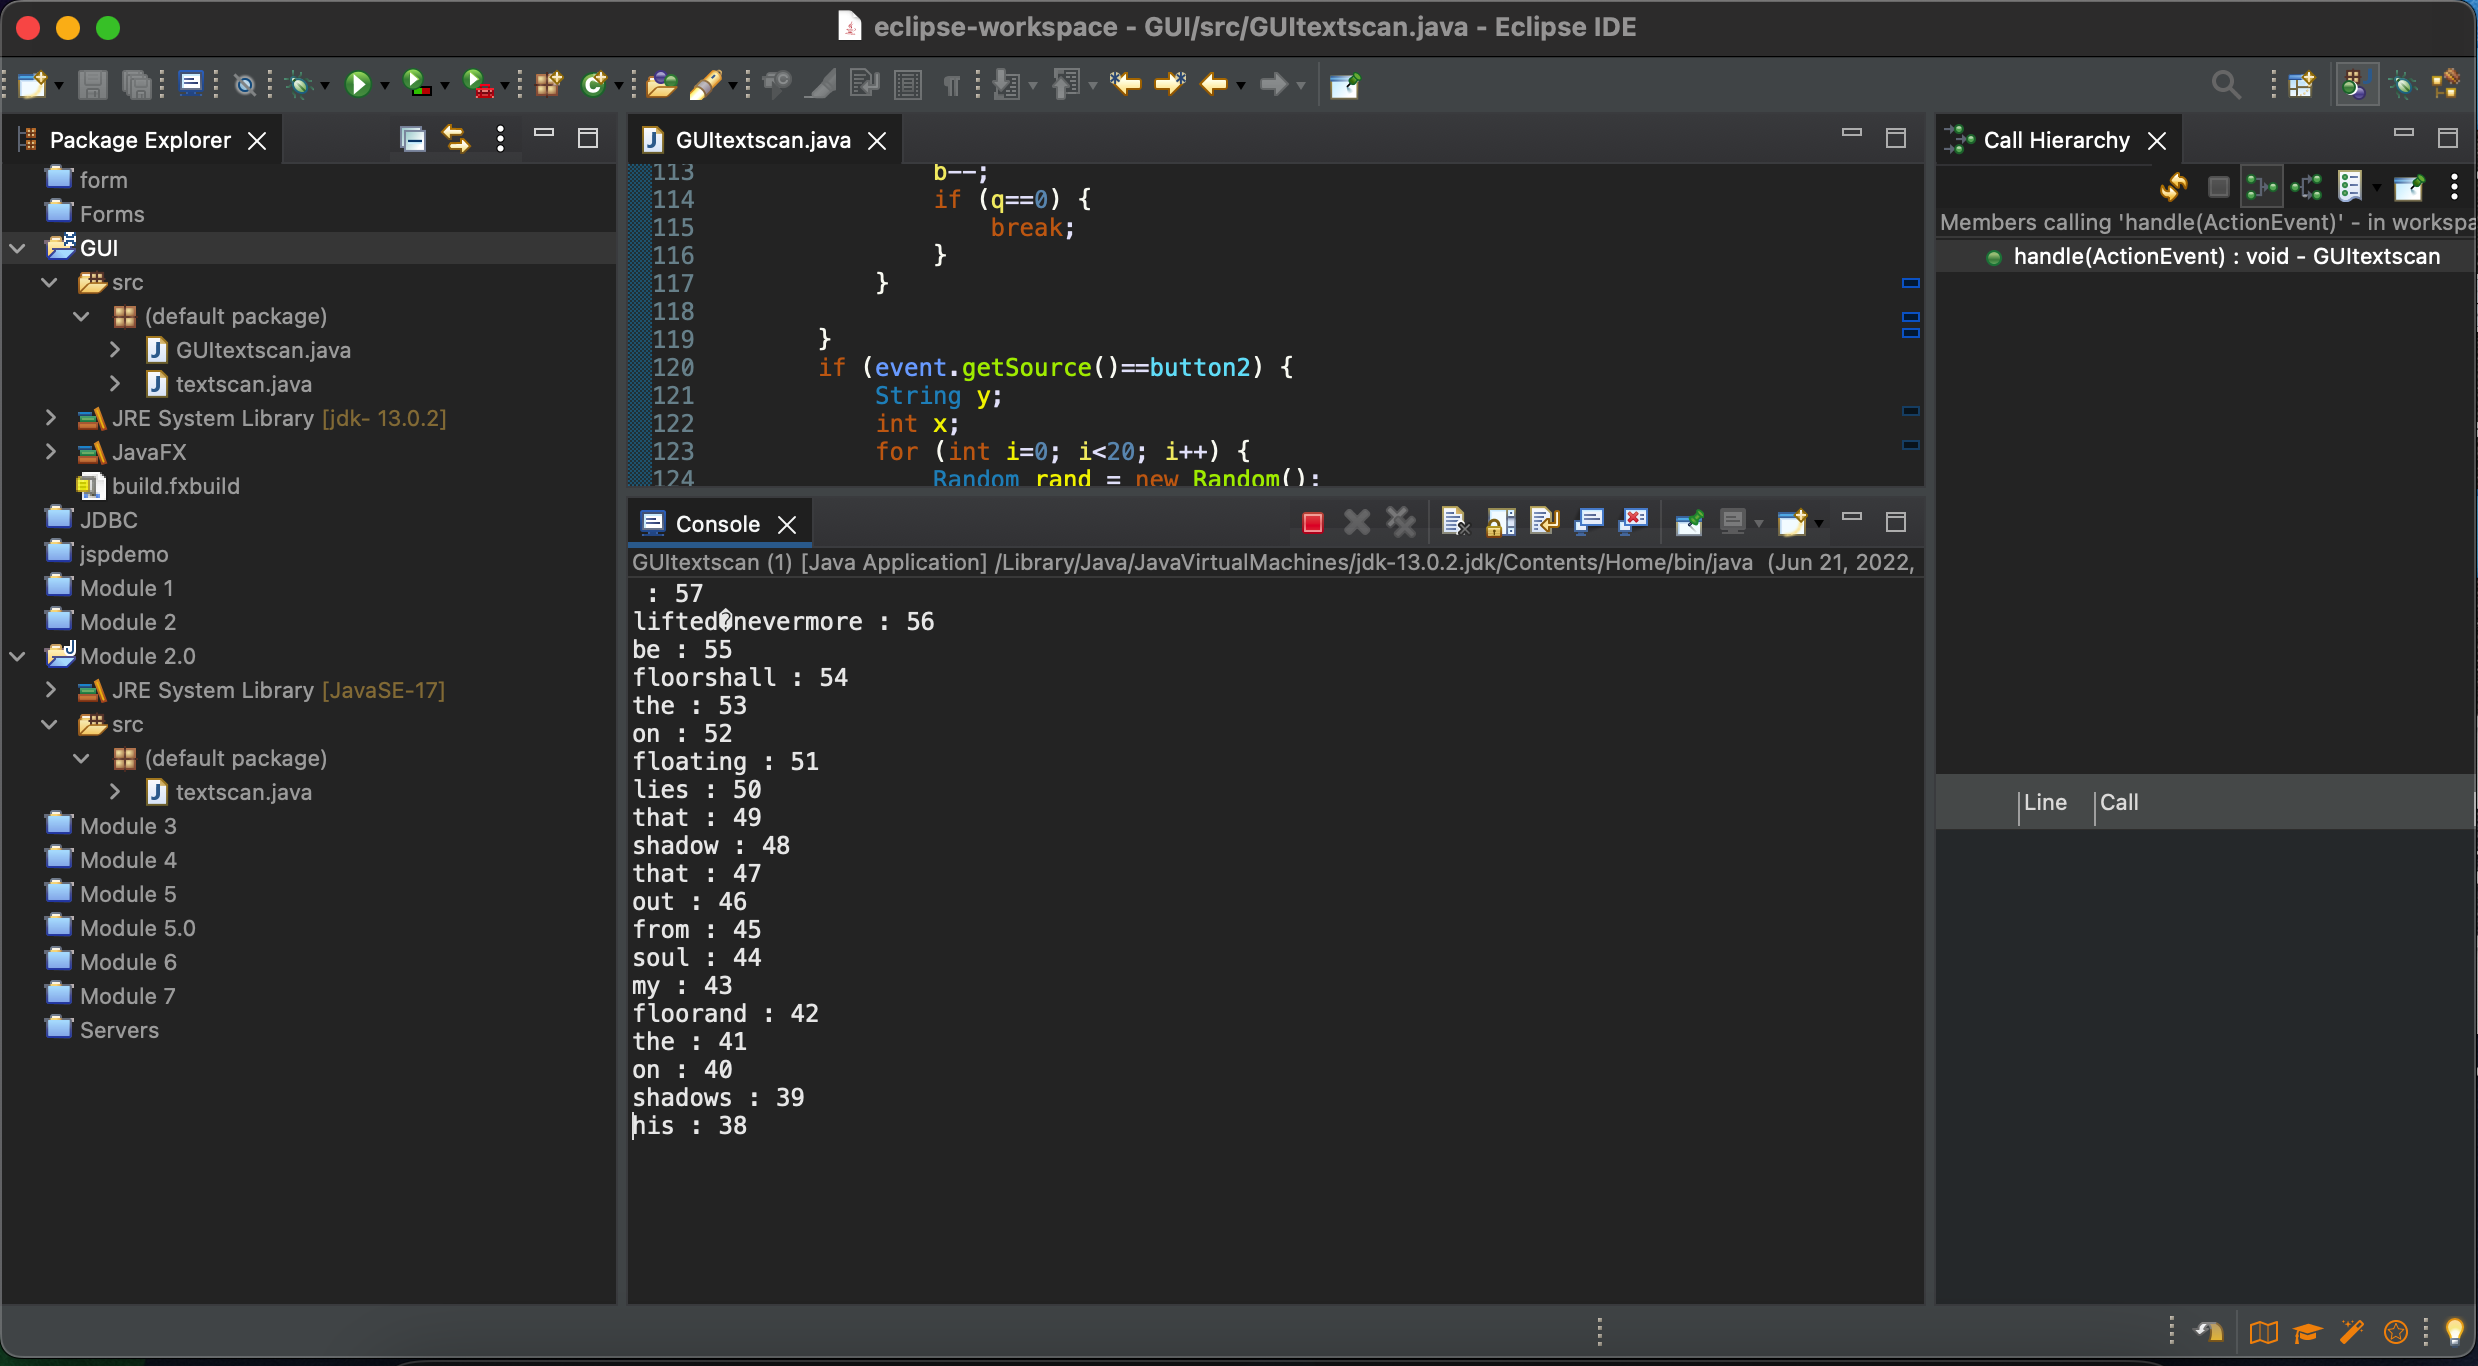 eclipse-workspace - GUI/src/GUItextscan.java - Eclipse IDE
Package Explorer
form
Forms
GUI
src
(default package)
GUItextscan.java
textscan.java
JRE System Library [jdk- 13.0.2]
JavaFX
build.fxbuild
JDBC
jspdemo
Module 1
Module 2
Module 2.0
JRE System Library [JavaSE-17]
src
(default package)
textscan.java
Module 3
Module 4
Module 5
Module 5.0
Module 6
Module 7
Servers
GUItextscan.java
113 b--;
114 if (q==0) {
115 break;
116 }
117 }
118
119 }
120 if (event.getSource()==button2) {
121 String y;
122 int x;
123 for (int i=0; i<20; i++) {
124 Random rand = new Random();
Console
GUItextscan (1) [Java Application] /Library/Java/JavaVirtualMachines/jdk-13.0.2.jdk/Contents/Home/bin/java (Jun 21, 2022,
: 57
lifted�nevermore : 56
be : 55
floorshall : 54
the : 53
on : 52
floating : 51
lies : 50
that : 49
shadow : 48
that : 47
out : 46
from : 45
soul : 44
my : 43
floorand : 42
the : 41
on : 40
shadows : 39
his : 38
Call Hierarchy
Members calling 'handle(ActionEvent)' - in workspa
handle(ActionEvent) : void - GUItextscan
Line Call